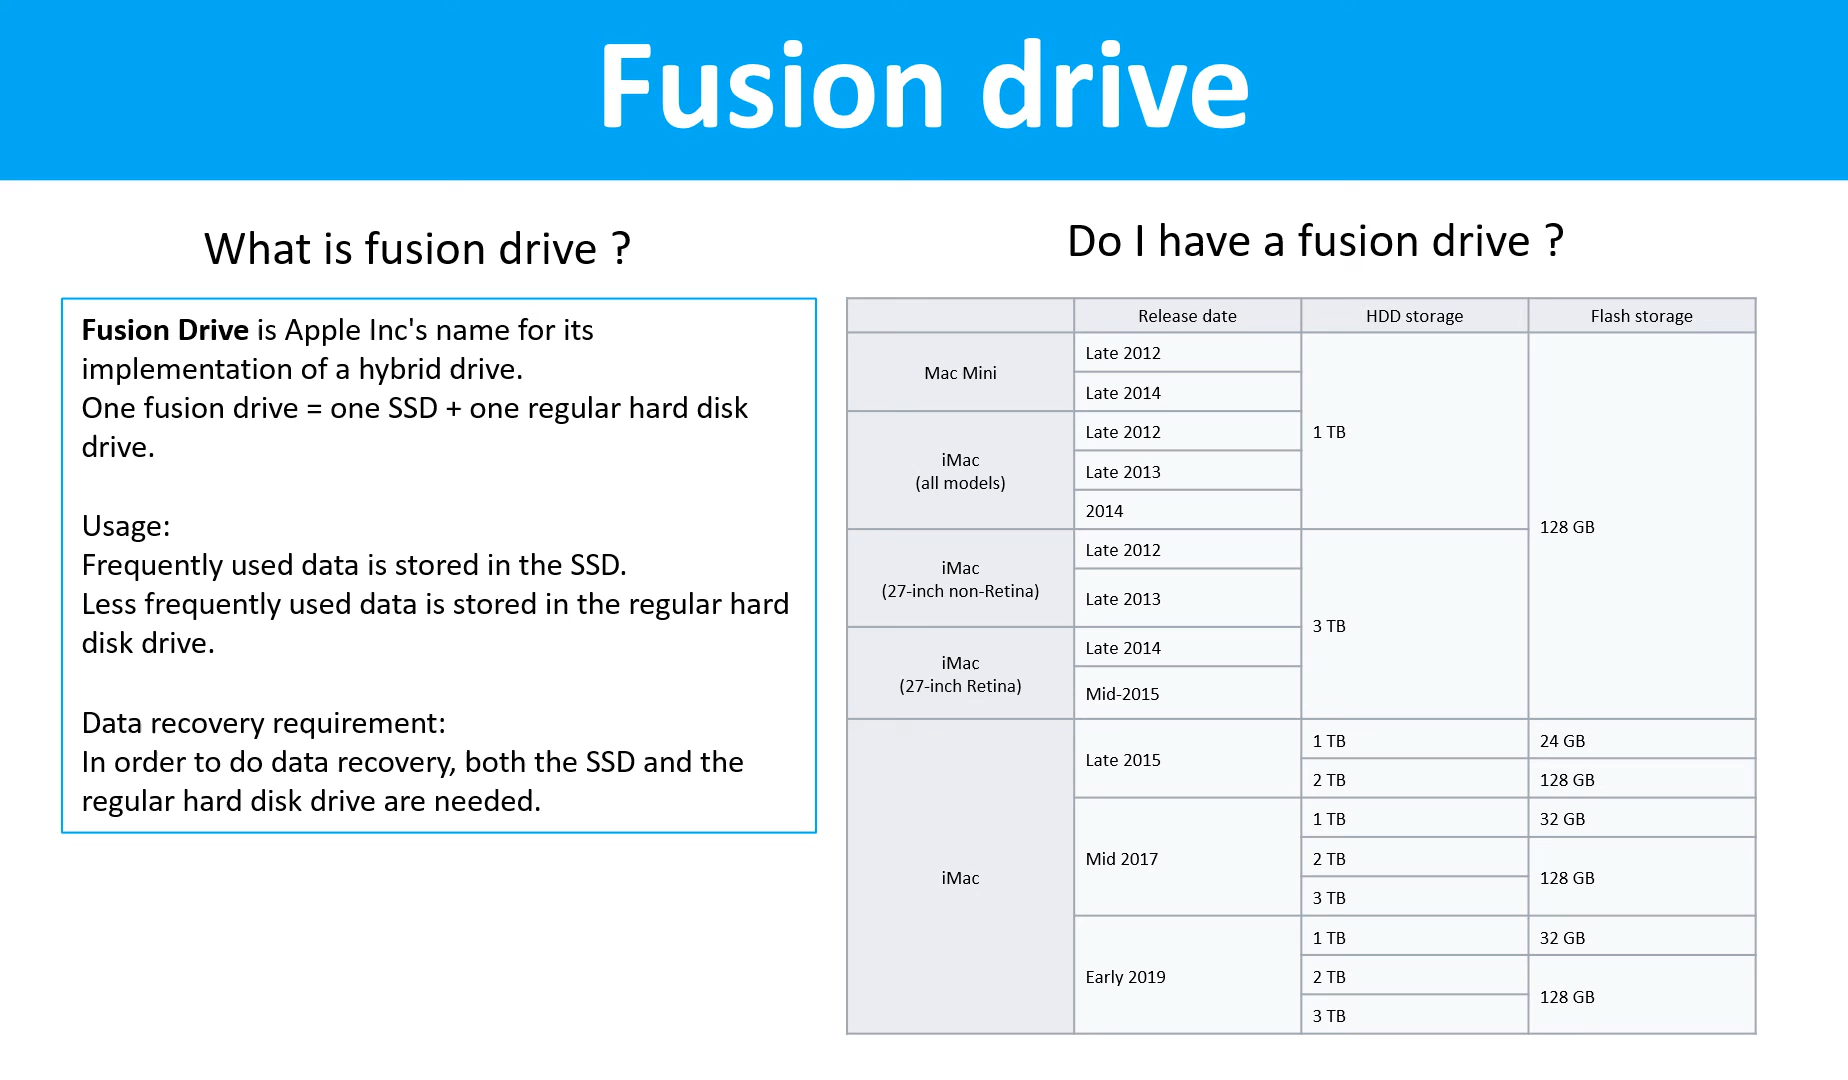 Fusion drive
What is fusion drive ?
Fusion Drive is Apple Inc's name for its
implementation of a hybrid drive.
One fusion drive = one SSD + one regular hard disk
drive.
Usage:
Frequently used data is stored in the SSD.
Less frequently used data is stored in the regular hard
disk drive.
Data recovery requirement:
In order to do data recovery, both the SSD and the
regular hard disk drive are needed.
Do I have a fusion drive ?
Release date HDD storage Flash storage
Mac Mini
Late 2012
Late 2014
iMac
(all models)
Late 2012
Late 2013
2014
1 TB
iMac
(27-inch non-Retina)
Late 2012
Late 2013
iMac
(27-inch Retina)
Late 2014
Mid-2015
3 TB
128 GB
iMac
Late 2015
1 TB 24 GB
2 TB 128 GB
Mid 2017
1 TB 32 GB
2 TB
3 TB
128 GB
Early 2019
1 TB 32 GB
2 TB
3 TB
128 GB